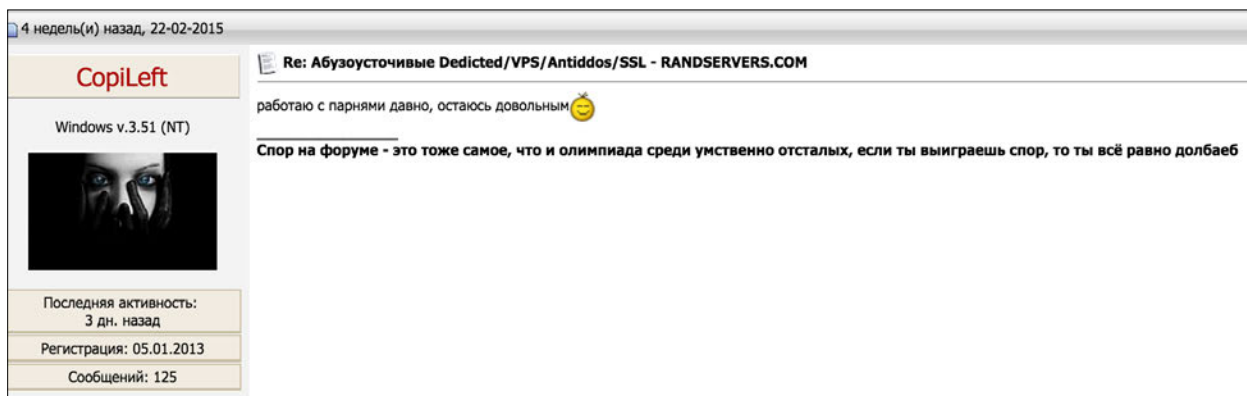 4 недель(и) назад, 22-02-2015
CopiLeft
Windows v.3.51 (NT)
Последняя активность:
3 дн. назад
Регистрация: 05.01.2013
Сообщений: 125
Re: Абузоусточивые Dedicted/VPS/Antiddos/SSL - RANDSERVERS.COM
работаю с парнями давно, остаюсь довольным
Спор на форуме - это тоже самое, что и олимпиада среди умственно отсталых, если ты выиграешь спор, то ты всё равно долбаеб